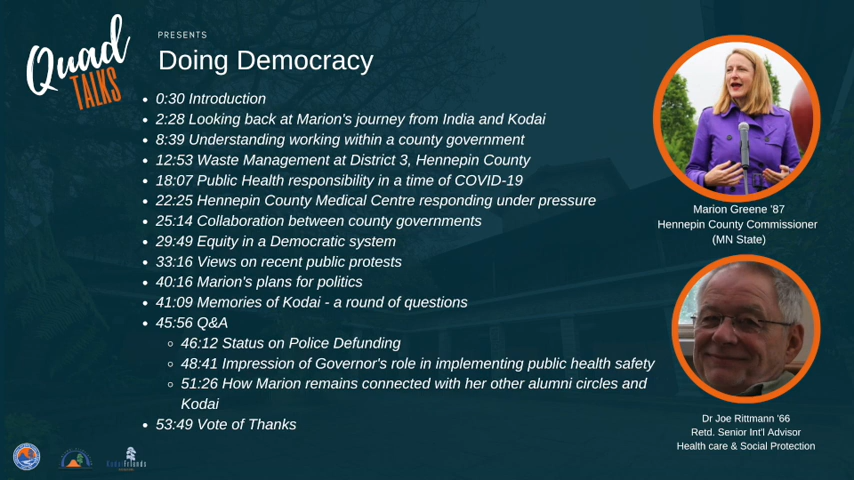 Quad
TALKS
PRESENTS
Doing Democracy
• 0:30 Introduction
• 2:28 Looking back at Marion's journey from India and Kodai
• 8:39 Understanding working within a county government
• 12:53 Waste Management at District 3, Hennepin County
• 18:07 Public Health responsibility in a time of COVID-19
• 22:25 Hennepin County Medical Centre responding under pressure
• 25:14 Collaboration between county governments
• 29:49 Equity in a Democratic system
• 33:16 Views on recent public protests
• 40:16 Marion's plans for politics
• 41:09 Memories of Kodai - a round of questions
• 45:56 Q&A
◦ 46:12 Status on Police Defunding
◦ 48:41 Impression of Governor's role in implementing public health safety
◦ 51:26 How Marion remains connected with her other alumni circles and
Kodai
• 53:49 Vote of Thanks
Marion Greene '87
Hennepin County Commissioner
(MN State)
Dr Joe Rittmann '66
Retd. Senior Int'l Advisor
Health care & Social Protection